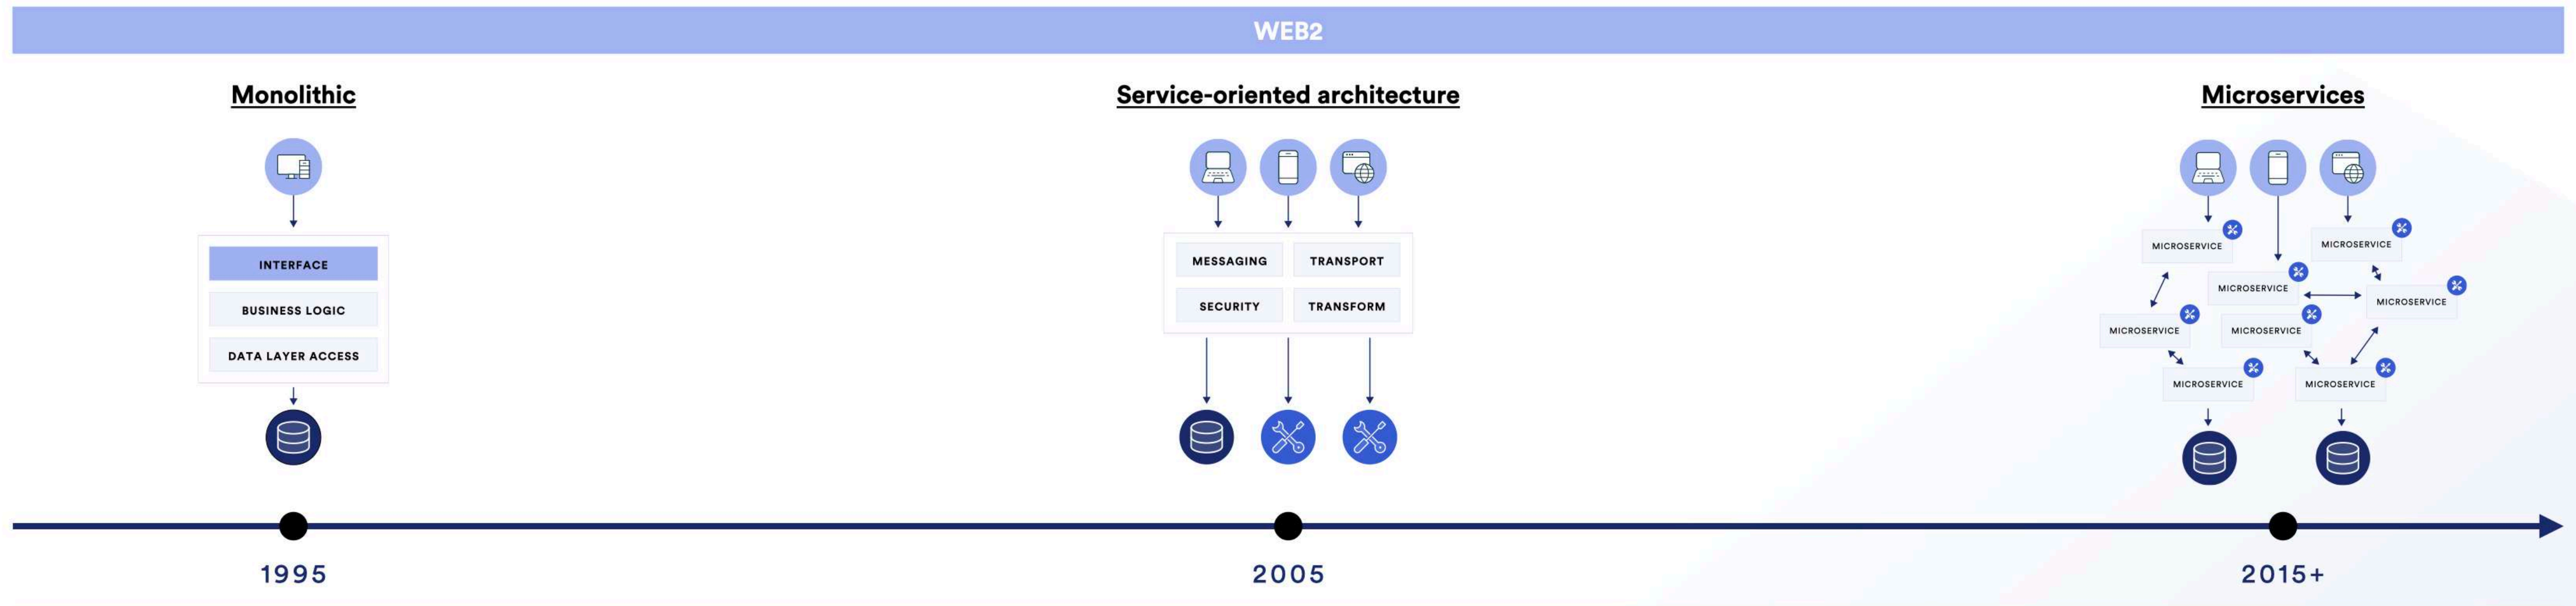 WEB2
Monolithic
INTERFACE
BUSINESS LOGIC
DATA LAYER ACCESS
1995
Service-oriented architecture
MESSAGING
TRANSPORT
SECURITY
TRANSFORM
2005
Microservices
MICROSERVICE
MICROSERVICE
MICROSERVICE
MICROSERVICE
MICROSERVICE
MICROSERVICE
MICROSERVICE
MICROSERVICE
2015+